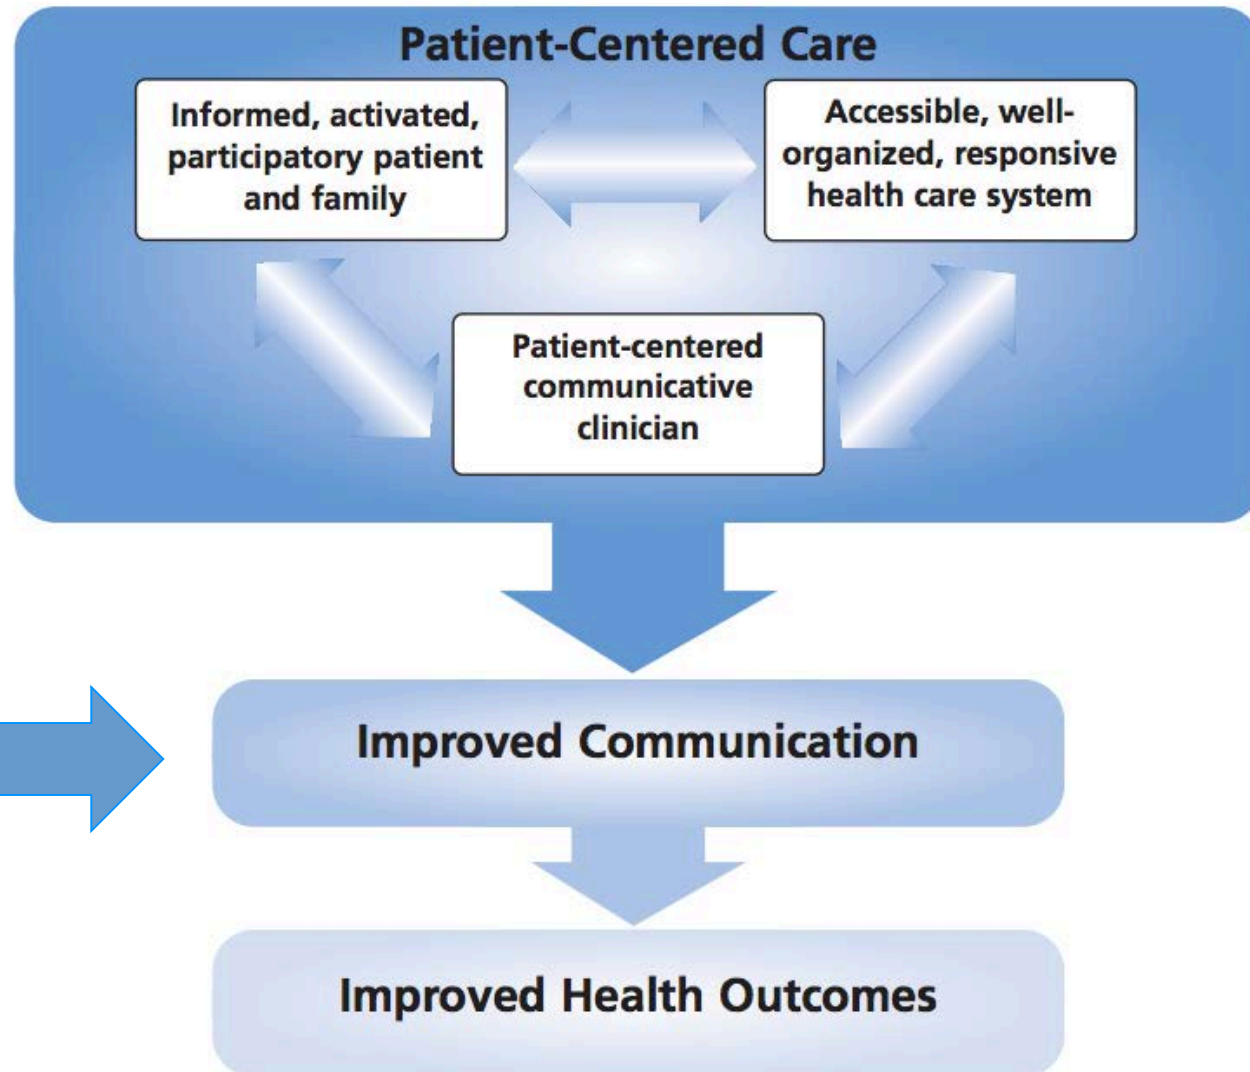 Patient-Centered Care
Informed, activated,
participatory patient
and family
Accessible, well-
organized, responsive
health care system
Patient-centered
communicative
clinician
Improved Communication
Improved Health Outcomes